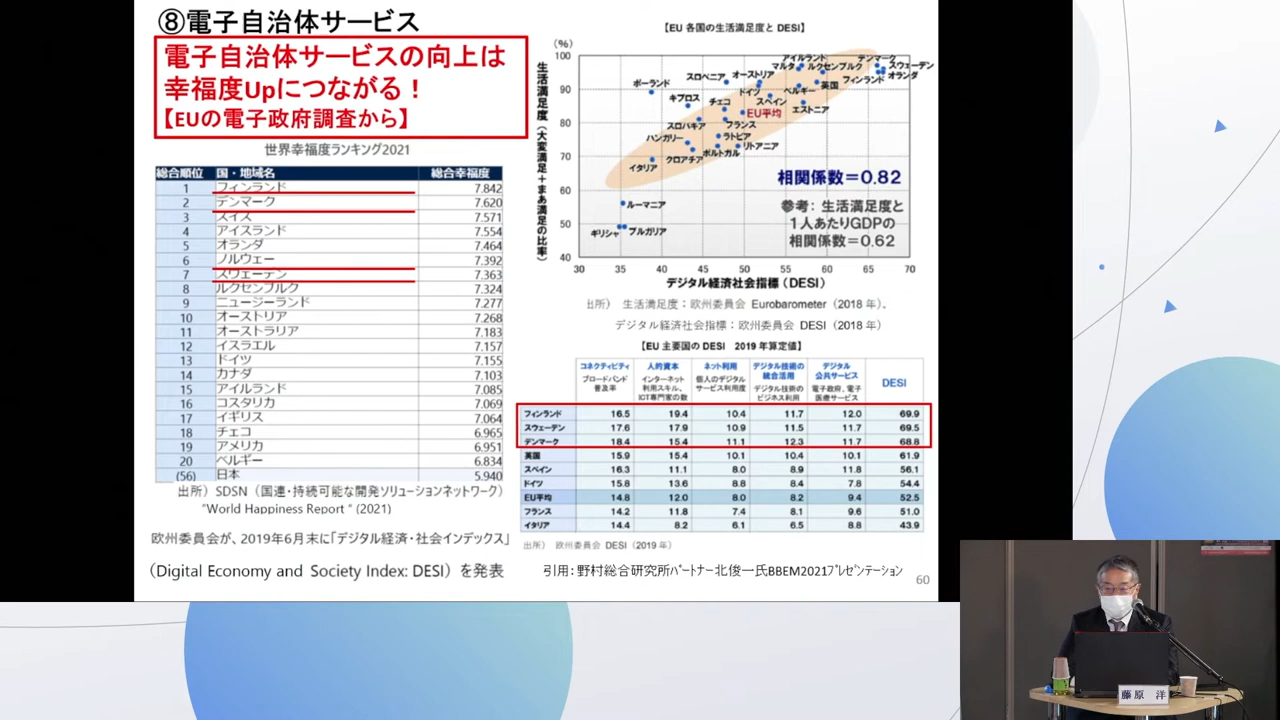 ⑧電子自治体サービス
電子自治体サービスの向上は
幸福度Upにつながる！
【EUの電子政府調査から】
世界幸福度ランキング2021
総合順位 国・地域名 総合幸福度
1 フィンランド 7.842
2 デンマーク 7.620
3 スイス 7.571
4 アイスランド 7.554
5 オランダ 7.464
6 ノルウェー 7.392
7 スウェーデン 7.363
8 ルクセンブルク 7.324
9 ニュージーランド 7.277
10 オーストリア 7.268
11 オーストラリア 7.183
12 イスラエル 7.157
13 ドイツ 7.155
14 カナダ 7.103
15 アイルランド 7.085
16 コスタリカ 7.069
17 イギリス 7.064
18 チェコ 6.965
19 アメリカ 6.951
20 ベルギー 6.834
(56) 日本 5.940
出所）SDSN（国連・持続可能な開発ソリューションネットワーク）
"World Happiness Report " (2021)
欧州委員会が、2019年6月末に「デジタル経済・社会インデックス」
（Digital Economy and Society Index: DESI）を発表
【EU 各国の生活満足度と DESI】
(%)
生活満足度（大変満足＋まあ満足の比率）
100
90
80
70
60
50
40
30 35 40 45 50 55 60 65 70
アイルランド
デンマーク
マルタ
ルクセンブルク
スウェーデン
オーストリア
フィンランド
オランダ
スロベニア
ポーランド
ドイツ
ベルギー
英国
キプロス
チェコ
スペイン
エストニア
EU平均
スロバキア
フランス
ハンガリー
ラトビア
クロアチア
ポルトガル
リトアニア
イタリア
ルーマニア
ギリシャ
ブルガリア
相関係数＝0.82
参考： 生活満足度と
1人あたりGDPの
相関係数＝0.62
デジタル経済社会指標（DESI）
出所） 生活満足度：欧州委員会 Eurobarometer（2018 年）、
デジタル経済社会指標：欧州委員会 DESI（2018 年）
【EU 主要国の DESI 2019 年算定値】
コネクティビティ 人的資本 ネット利用 デジタル技術の統合活用 デジタル公共サービス DESI
ブロードバンド普及率 インターネット利用スキル、ICT専門家の数 個人のデジタルサービス利用度 デジタル技術のビジネス利用 電子政府、電子医療サービス
フィンランド 16.5 19.4 10.4 11.7 12.0 69.9
スウェーデン 17.6 17.9 10.9 11.5 11.7 69.5
デンマーク 18.4 15.4 11.1 12.3 11.7 68.8
英国 15.9 15.4 10.1 10.4 10.1 61.9
スペイン 16.3 11.1 8.0 8.9 11.8 56.1
ドイツ 15.8 13.6 8.8 8.4 7.8 54.4
EU平均 14.8 12.0 8.0 8.2 9.4 52.5
フランス 14.2 11.8 7.4 8.1 9.6 51.0
イタリア 14.4 8.2 6.1 6.5 8.8 43.9
出所） 欧州委員会 DESI（2019 年）
引用：野村総合研究所ﾊﾟｰﾄﾅｰ北俊一氏BBEM2021ﾌﾟﾚｾﾞﾝﾃｰｼｮﾝ
60
藤原 洋